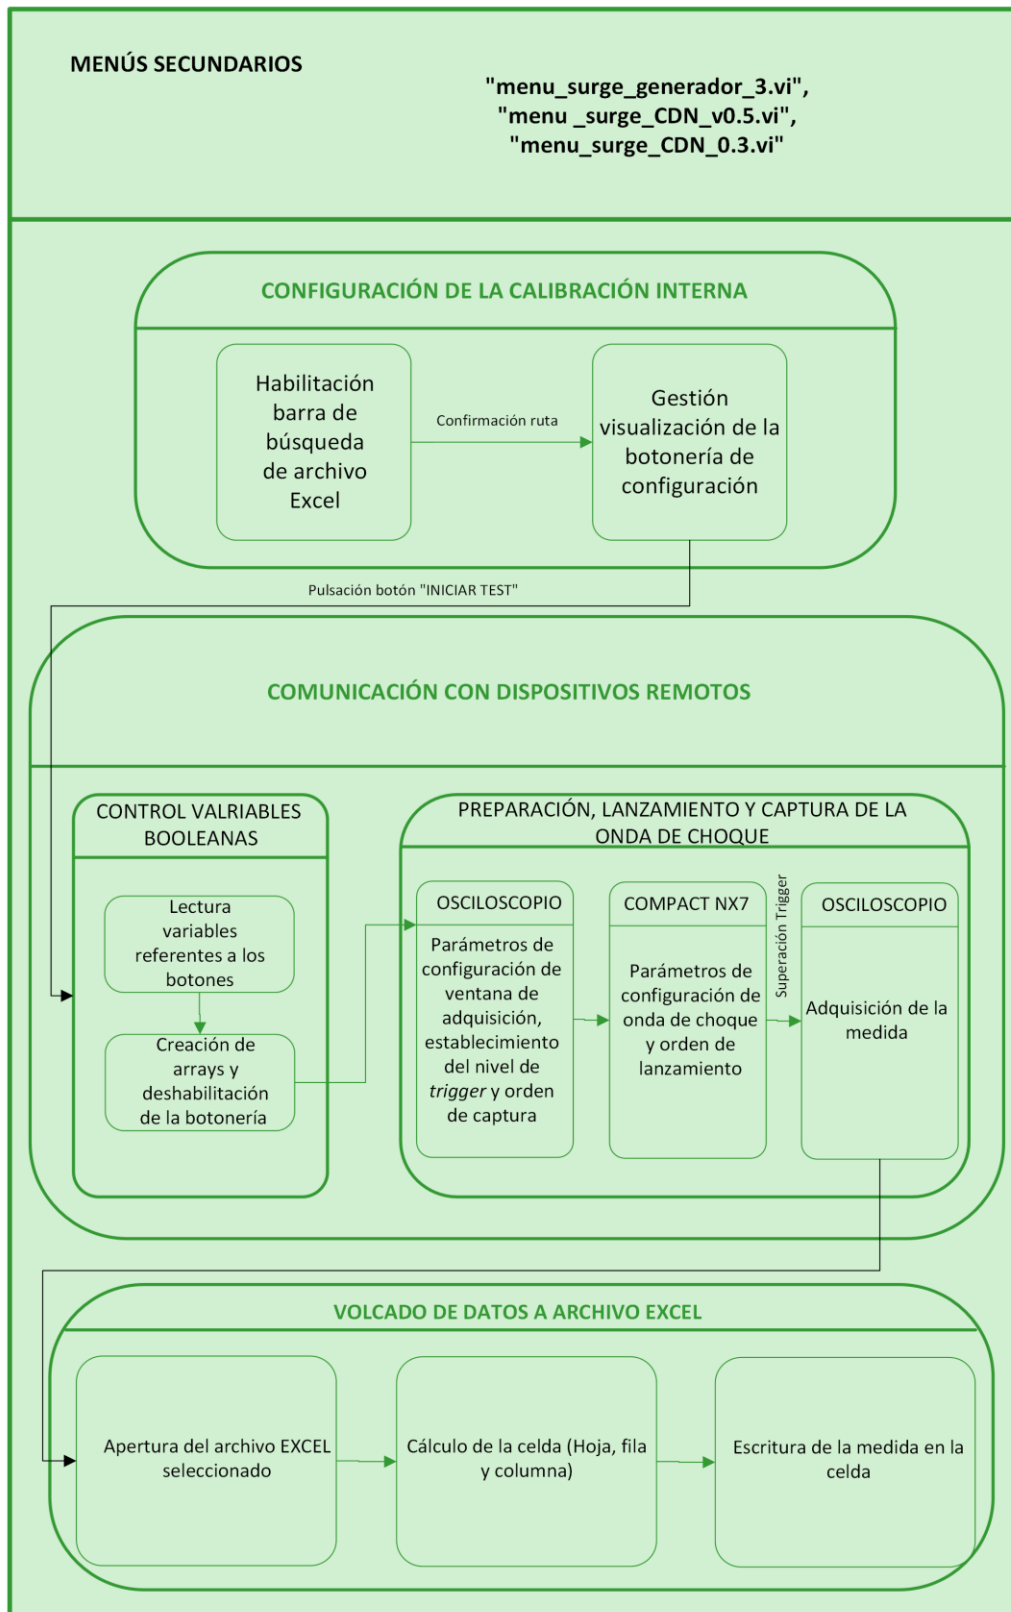 MENÚS SECUNDARIOS
"menu_surge_generador_3.vi",
"menu _surge_CDN_v0.5.vi",
"menu_surge_CDN_0.3.vi"
CONFIGURACIÓN DE LA CALIBRACIÓN INTERNA
Habilitación
barra de
búsqueda
de archivo
Excel
Confirmación ruta
Gestión
visualización de la
botonería de
configuración
Pulsación botón "INICIAR TEST"
COMUNICACIÓN CON DISPOSITIVOS REMOTOS
CONTROL VALRIABLES
BOOLEANAS
Lectura
variables
referentes a los
botones
Creación de
arrays y
deshabilitación
de la botonería
PREPARACIÓN, LANZAMIENTO Y CAPTURA DE LA
ONDA DE CHOQUE
OSCILOSCOPIO
Parámetros de
configuración de
ventana de
adquisición,
establecimiento
del nivel de
trigger y orden
de captura
COMPACT NX7
Parámetros de
configuración de
onda de choque
y orden de
lanzamiento
Superación Trigger
OSCILOSCOPIO
Adquisición de la
medida
VOLCADO DE DATOS A ARCHIVO EXCEL
Apertura del archivo EXCEL
seleccionado
Cálculo de la celda (Hoja, fila
y columna)
Escritura de la medida en la
celda